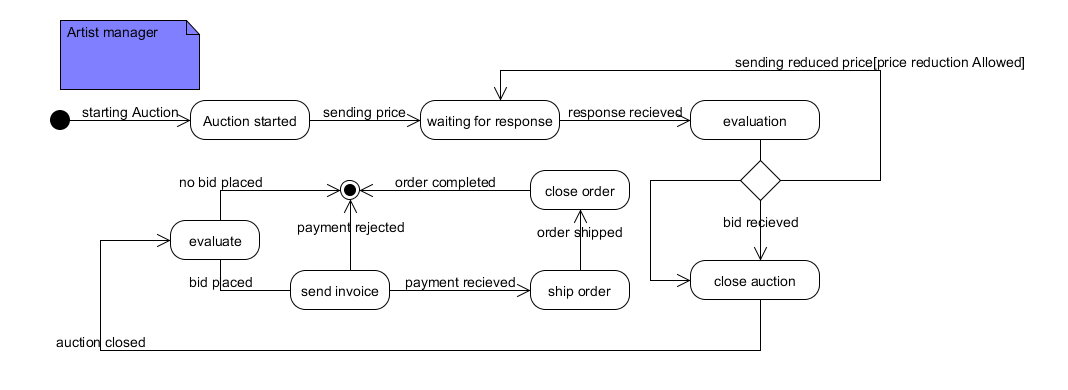 Artist manager
sending reduced price[price reduction Allowed]
starting Auction
Auction started
sending price
waiting for response
response recieved
evaluation
no bid placed
order completed
close order
bid recieved
payment rejected
order shipped
evaluate
bid placed
send invoice
payment recieved
ship order
close auction
auction closed